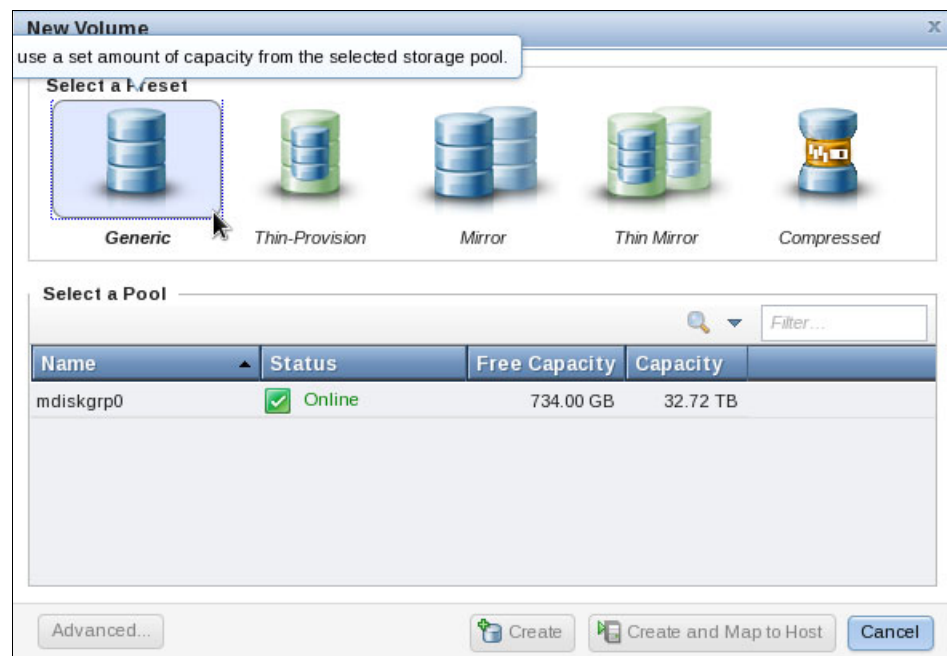 New Volume
x
use a set amount of capacity from the selected storage pool.
Select a Preset
Generic Thin-Provision Mirror Thin Mirror Compressed
Select a Pool
Filter...
Name Status Free Capacity Capacity
mdiskgrp0 Online 734.00 GB 32.72 TB
Advanced... Create Create and Map to Host Cancel